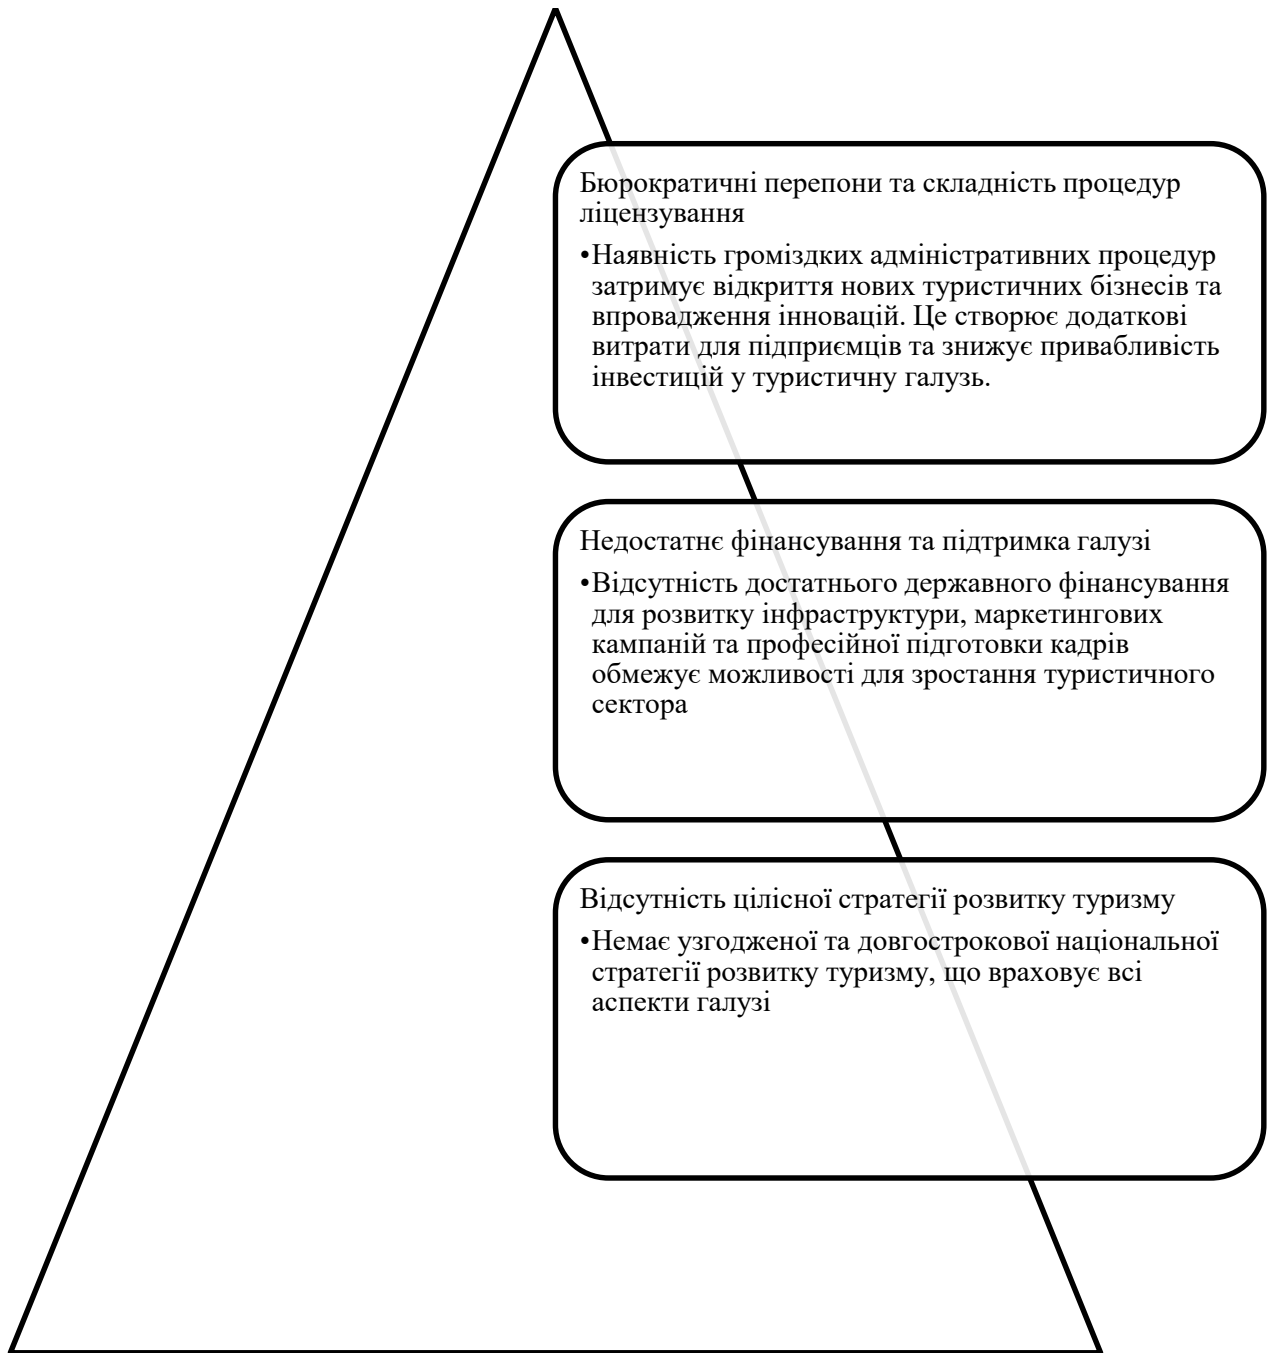 Бюрократичні перепони та складність процедур
ліцензування
•Наявність громіздких адміністративних процедур
затримує відкриття нових туристичних бізнесів та
впровадження інновацій. Це створює додаткові
витрати для підприємців та знижує привабливість
інвестицій у туристичну галузь.
Недостатнє фінансування та підтримка галузі
•Відсутність достатнього державного фінансування
для розвитку інфраструктури, маркетингових
кампаній та професійної підготовки кадрів
обмежує можливості для зростання туристичного
сектора
Відсутність цілісної стратегії розвитку туризму
•Немає узгодженої та довгострокової національної
стратегії розвитку туризму, що враховує всі
аспекти галузі